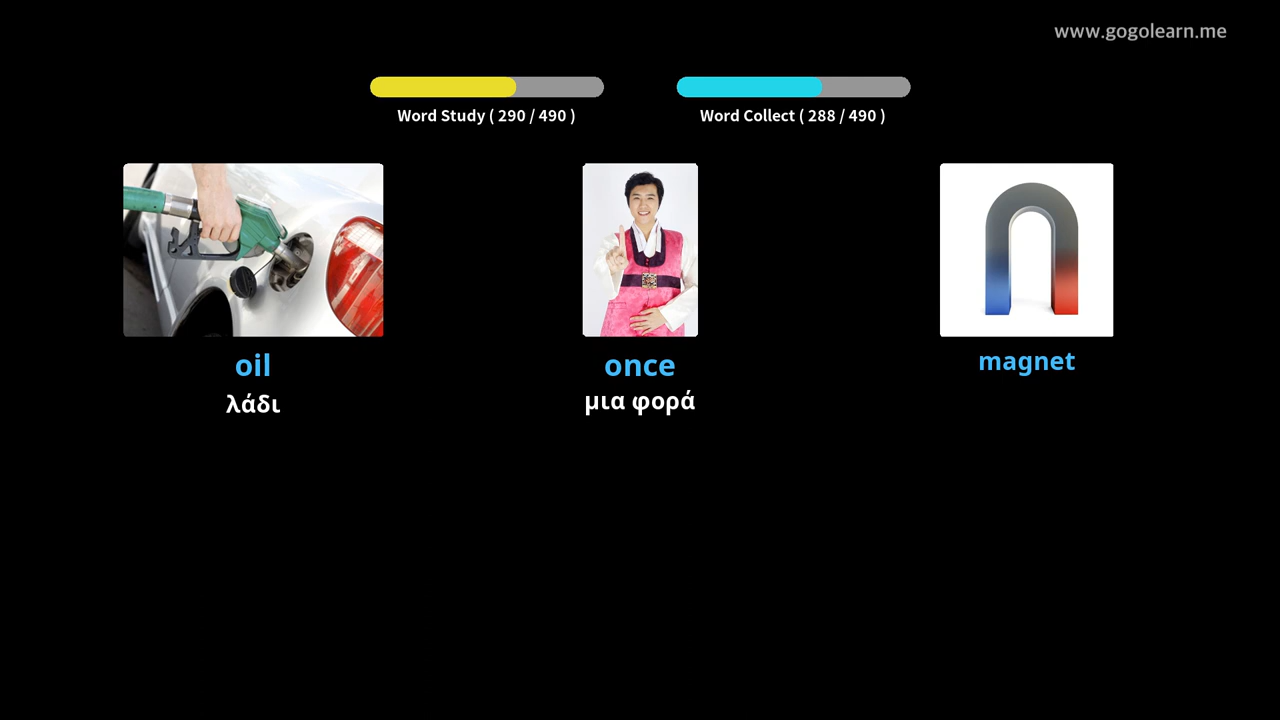 www.gogolearn.me
Word Study ( 290 / 490 )
Word Collect ( 288 / 490 )
oil
once
magnet
λάδι
μια φορά